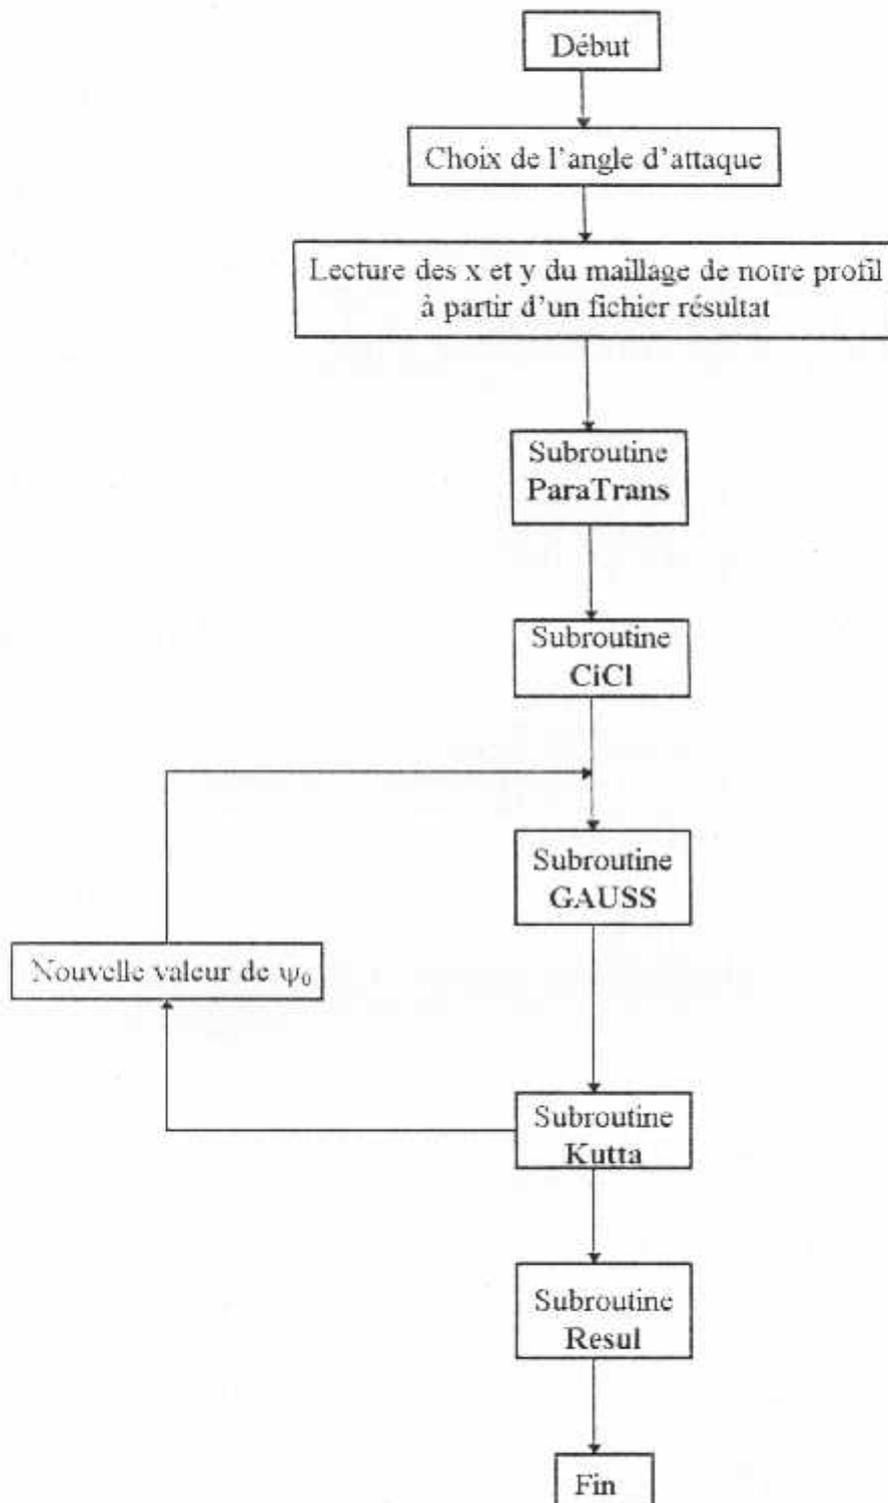 Début
Choix de l'angle d'attaque
Lecture des x et y du maillage de notre profil
à partir d'un fichier résultat
Subroutine
ParaTrans
Subroutine
CiCl
Subroutine
GAUSS
Nouvelle valeur de ψ₀
Subroutine
Kutta
Subroutine
Resul
Fin